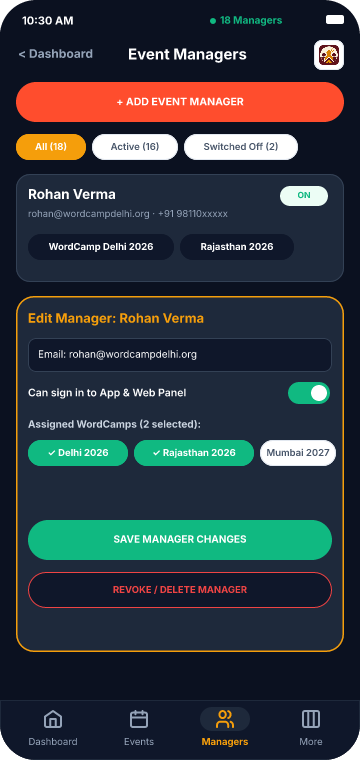 10:30 AM
18 Managers
< Dashboard
Event Managers
+ ADD EVENT MANAGER
All (18)
Active (16)
Switched Off (2)
Rohan Verma
ON
rohan@wordcampdelhi.org · +91 98110xxxxx
WordCamp Delhi 2026
Rajasthan 2026
Edit Manager: Rohan Verma
Email: rohan@wordcampdelhi.org
Can sign in to App & Web Panel
Assigned WordCamps (2 selected):
✓ Delhi 2026
✓ Rajasthan 2026
Mumbai 2027
SAVE MANAGER CHANGES
REVOKE / DELETE MANAGER
Dashboard
Events
Managers
More